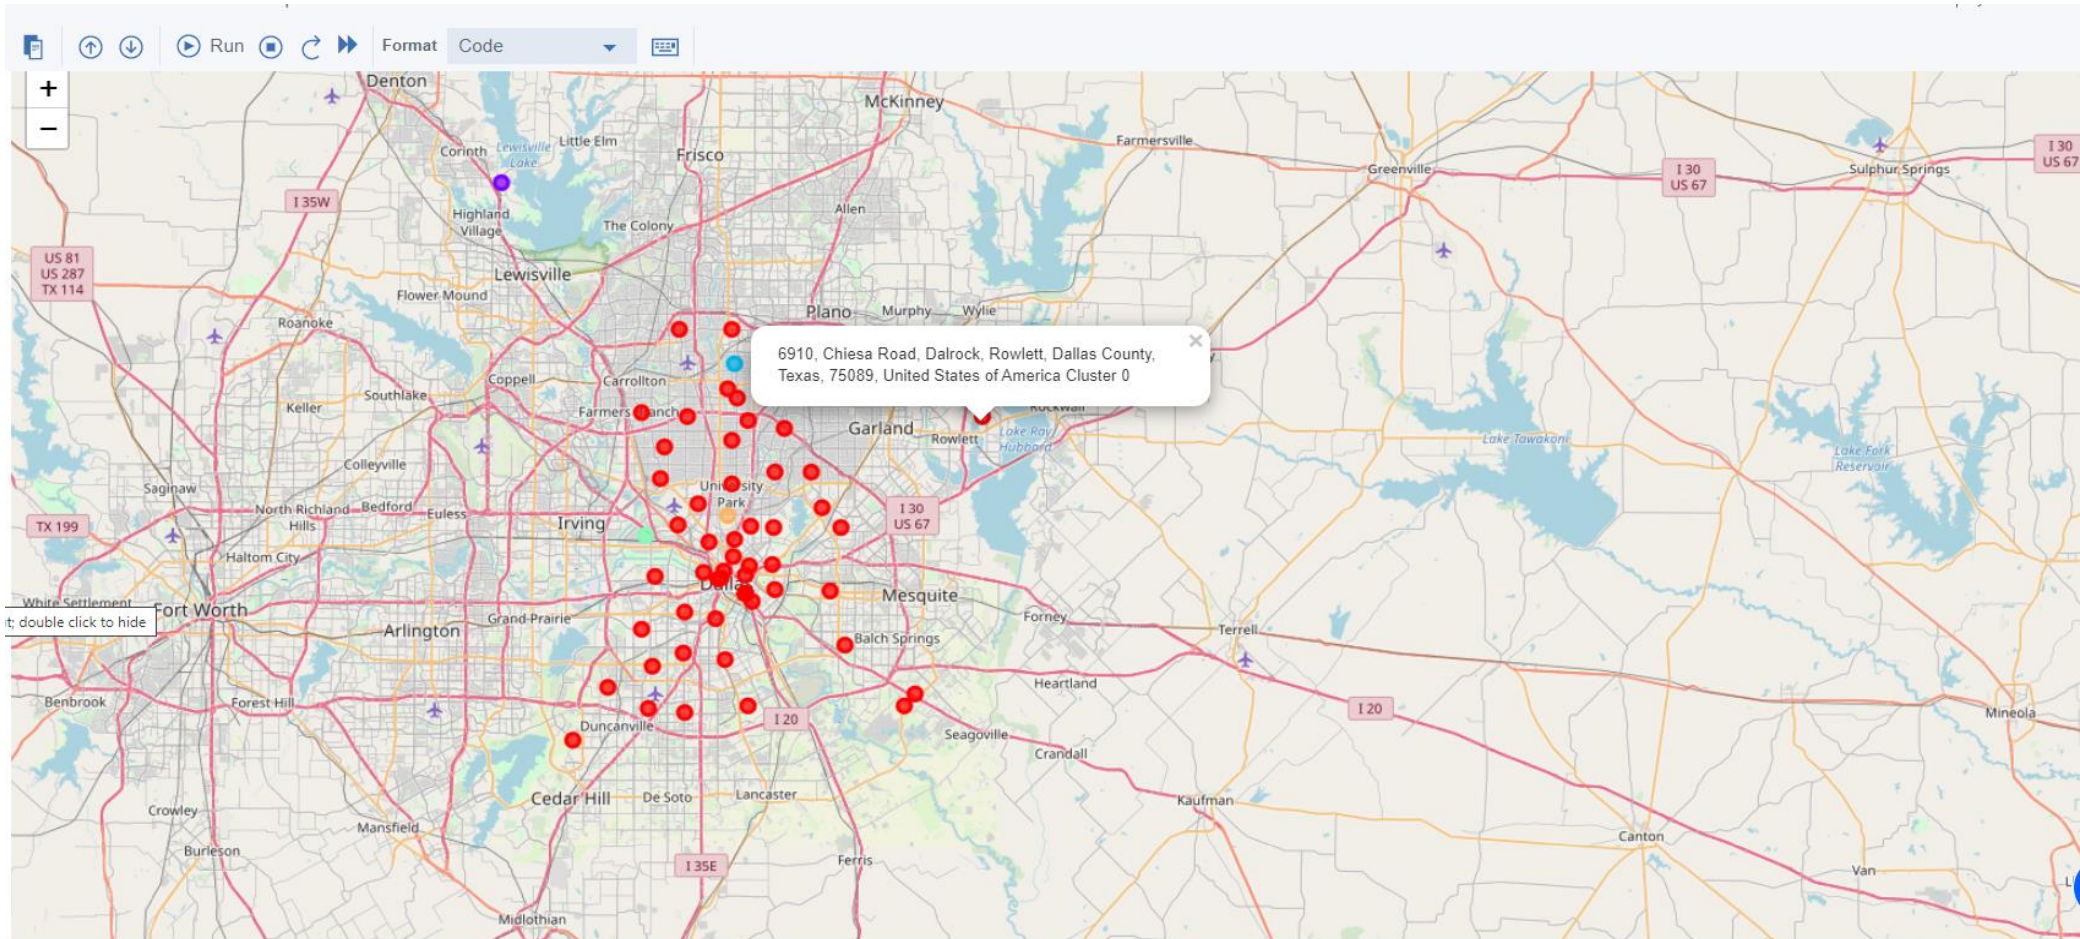 Run
Format
Code
+
−
Denton
McKinney
Corinth
Lewisville
Lake
Little Elm
Frisco
Farmersville
Greenville
I 30
US 67
Sulphur Springs
I 30
US 67
I 35W
Highland
Village
The Colony
Allen
US 81
US 287
TX 114
Lewisville
Flower Mound
Roanoke
Plano
Murphy
Wylie
×
6910, Chiesa Road, Dalrock, Rowlett, Dallas County,
Texas, 75089, United States of America Cluster 0
Coppell
Carrollton
Southlake
Keller
Farmers Branch
Garland
Rowlett
Rockwall
Lake Ray
Hubbard
Lake Tawakoni
Lake Fork
Reservoir
Colleyville
Saginaw
University
Park
North Richland
Hills
Bedford
Euless
Irving
I 30
US 67
TX 199
Haltom City
Dallas
Mesquite
White Settlement
Fort Worth
t; double click to hide
Arlington
Grand Prairie
Forney
Terrell
Balch Springs
Heartland
Benbrook
Forest Hill
Duncanville
I 20
I 20
Mineola
Seagoville
Crandall
Cedar Hill
De Soto
Lancaster
Kaufman
Crowley
Mansfield
Canton
Burleson
I 35E
Ferris
Van
Midlothian